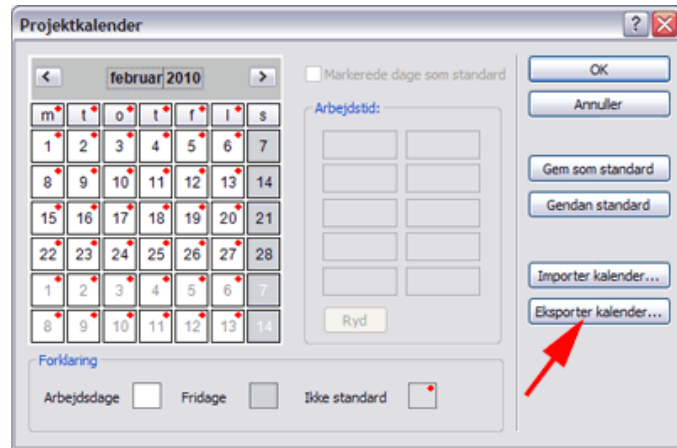 Projektkalender
februar 2010
m t o t f l s
1 2 3 4 5 6 7
8 9 10 11 12 13 14
15 16 17 18 19 20 21
22 23 24 25 26 27 28
1 2 3 4 5 6 7
8 9 10 11 12 13 14
Markerede dage som standard
Arbejdstid:
Ryd
OK
Annuller
Gem som standard
Gendan standard
Importer kalender...
Eksporter kalender...
Forklaring
Arbejdsdage Fridage Ikke standard